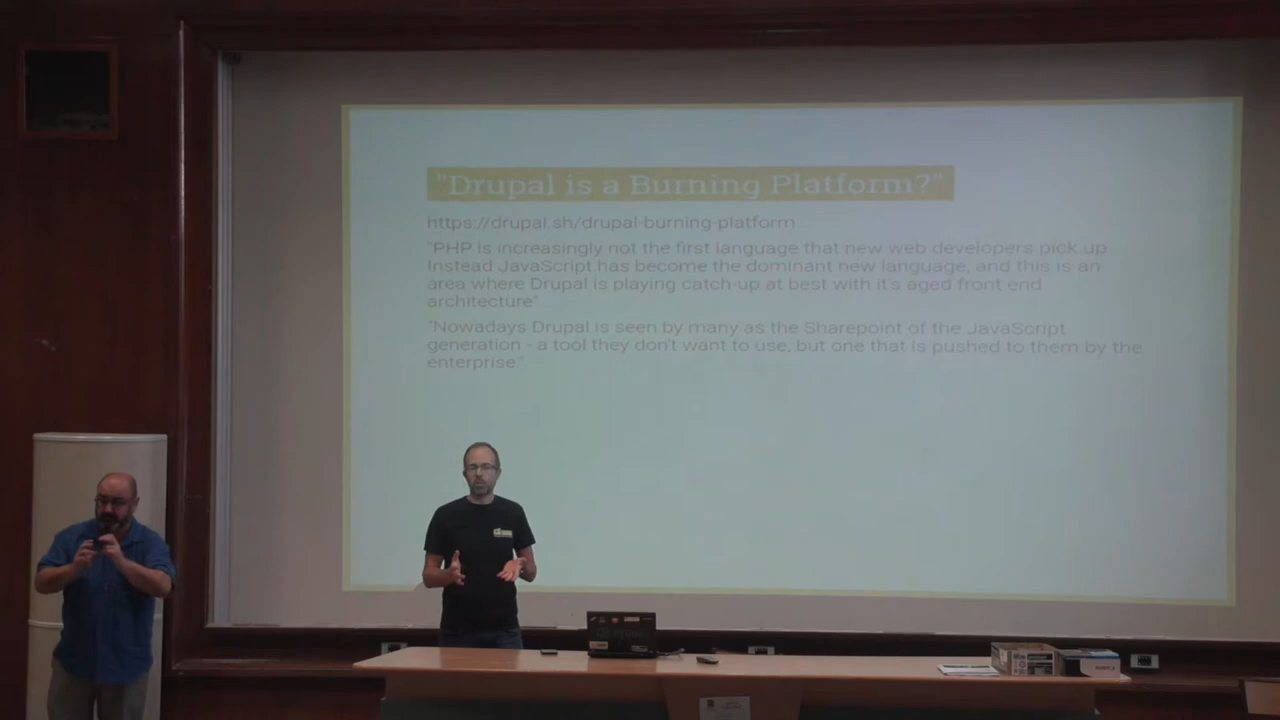 "Drupal is a Burning Platform?"
https://drupal.sh/drupal-burning-platform
"PHP is increasingly not the first language that new web developers pick up
Instead JavaScript has become the dominant new language, and this is an
area where Drupal is playing catch-up at best with it's aged front end
architecture"
"Nowadays Drupal is seen by many as the Sharepoint of the JavaScript
generation - a tool they don't want to use, but one that is pushed to them by the
enterprise."